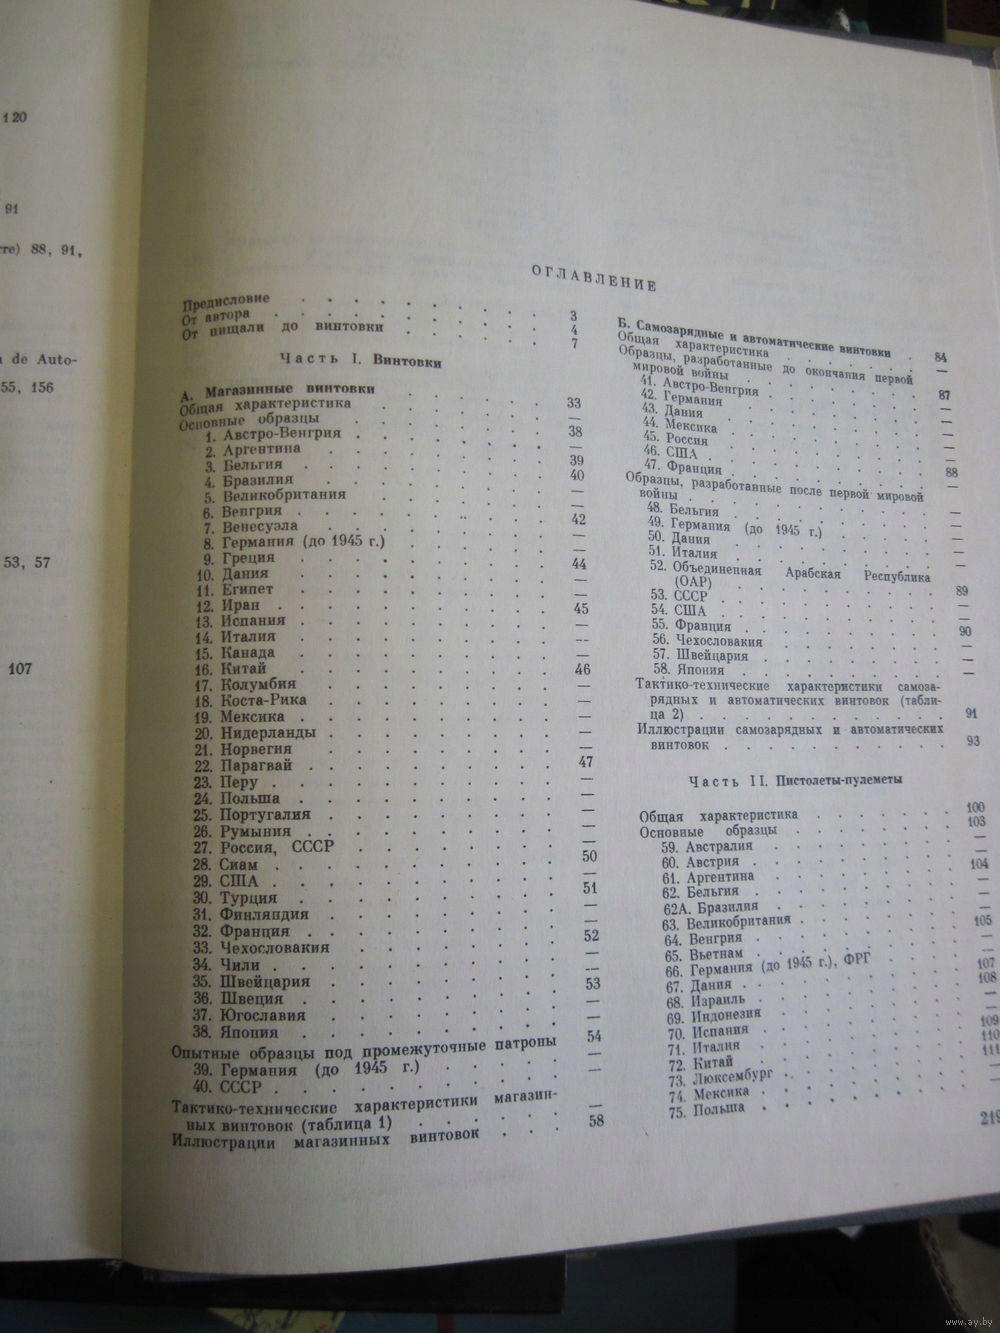 120
91
rre) 88, 91,
de Auto-
55, 156
53, 57
107
ОГЛАВЛЕНИЕ
Предисловие . . . . . . . . 3
От автора . . . . . . . . 4
От пищали до винтовки . . . . . 7
Часть I. Винтовки
А. Магазинные винтовки
Общая характеристика . . . . . . 33
Основные образцы . . . . . . —
1. Австро-Венгрия . . . . . . 38
2. Аргентина . . . . . . —
3. Бельгия . . . . . . 39
4. Бразилия . . . . . . 40
5. Великобритания . . . . . . —
6. Венгрия . . . . . . —
7. Венесуэла . . . . . . 42
8. Германия (до 1945 г.) . . . . . —
9. Греция . . . . . . —
10. Дания . . . . . . 44
11. Египет . . . . . . —
12. Иран . . . . . . —
13. Испания . . . . . . 45
14. Италия . . . . . . —
15. Канада . . . . . . —
16. Китай . . . . . . —
17. Колумбия . . . . . . 46
18. Коста-Рика . . . . . . —
19. Мексика . . . . . . —
20. Нидерланды . . . . . . —
21. Норвегия . . . . . . —
22. Парагвай . . . . . . —
23. Перу . . . . . . 47
24. Польша . . . . . . —
25. Португалия . . . . . . —
26. Румыния . . . . . . —
27. Россия, СССР . . . . . . —
28. Сиам . . . . . . —
29. США . . . . . . 50
30. Турция . . . . . . —
31. Финляндия . . . . . . 51
32. Франция . . . . . . —
33. Чехословакия . . . . . . —
34. Чили . . . . . . 52
35. Швейцария . . . . . . —
36. Швеция . . . . . . —
37. Югославия . . . . . . 53
38. Япония . . . . . . —
Опытные образцы под промежуточные патроны —
39. Германия (до 1945 г.) . . . . . 54
40. СССР . . . . . . —
Тактико-технические характеристики магазин-
ных винтовок (таблица 1) . . . . . —
Иллюстрации магазинных винтовок . . . 58
Б. Самозарядные и автоматические винтовки . 84
Общая характеристика . . . . . . —
Образцы, разработанные до окончания первой
мировой войны . . . . . . 87
41. Австро-Венгрия . . . . . . —
42. Германия . . . . . . —
43. Дания . . . . . . —
44. Мексика . . . . . . —
45. Россия . . . . . . —
46. США . . . . . . —
47. Франция . . . . . . 88
Образцы, разработанные после первой мировой
войны . . . . . . —
48. Бельгия . . . . . . —
49. Германия (до 1945 г.) . . . . . —
50. Дания . . . . . . —
51. Италия . . . . . . —
52. Объединенная Арабская Республика
(ОАР) . . . . . . —
53. СССР . . . . . . 89
54. США . . . . . . —
55. Франция . . . . . . —
56. Чехословакия . . . . . . 90
57. Швейцария . . . . . . —
58. Япония . . . . . . —
Тактико-технические характеристики самоза-
рядных и автоматических винтовок (табли-
ца 2) . . . . . . 91
Иллюстрации самозарядных и автоматических
винтовок . . . . . . 93
Часть II. Пистолеты-пулеметы
Общая характеристика . . . . . . 100
Основные образцы . . . . . . 103
59. Австралия . . . . . . —
60. Австрия . . . . . . —
61. Аргентина . . . . . . 104
62. Бельгия . . . . . . —
62А. Бразилия . . . . . . —
63. Великобритания . . . . . . —
64. Венгрия . . . . . . 105
65. Вьетнам . . . . . . —
66. Германия (до 1945 г.), ФРГ . . . . . —
67. Дания . . . . . . 107
68. Израиль . . . . . . 108
69. Индонезия . . . . . . —
70. Испания . . . . . . —
71. Италия . . . . . . 109
72. Китай . . . . . . 110
73. Люксембург . . . . . . 111
74. Мексика . . . . . .
75. Польша . . . . . .
219
www.ay.by